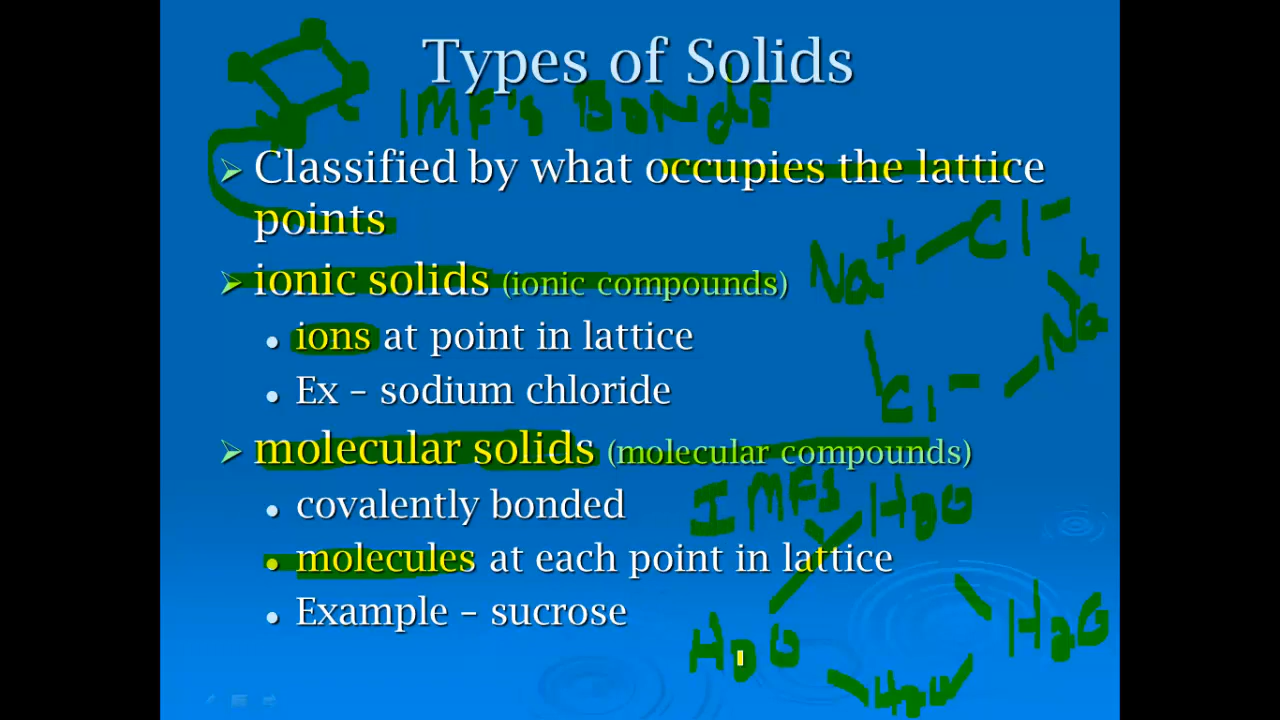 Types of Solids
IMF's Bonds
Classified by what occupies the lattice
points
Na+ Cl-
ionic solids (ionic compounds)
Na+
ions at point in lattice
Cl-
Ex – sodium chloride
molecular solids (molecular compounds)
IMFs H2O
covalently bonded
molecules at each point in lattice
Example – sucrose
H2O
H2O
H2O